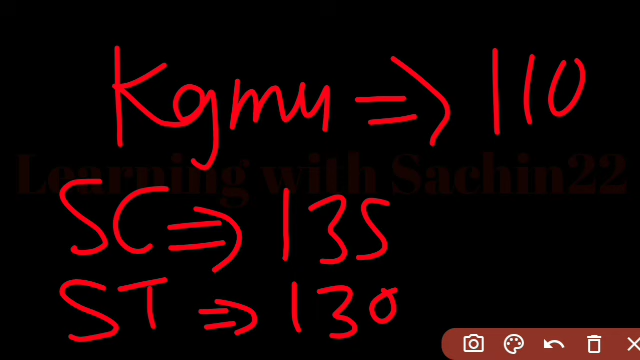 Kgmu => 110
Learning with Sachin22
SC => 135
ST => 130